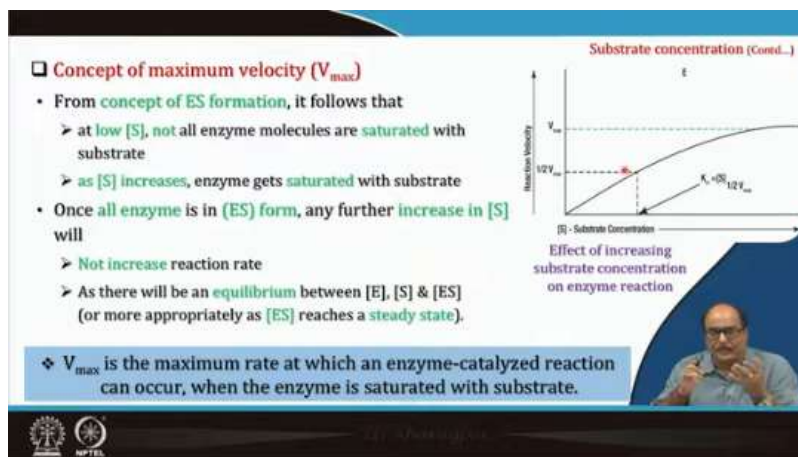 Substrate concentration (Contd...)
❑ Concept of maximum velocity (Vmax)
• From concept of ES formation, it follows that
➢ at low [S], not all enzyme molecules are saturated with
substrate
➢ as [S] increases, enzyme gets saturated with substrate
• Once all enzyme is in (ES) form, any further increase in [S]
will
➢ Not increase reaction rate
➢ As there will be an equilibrium between [E], [S] & [ES]
(or more appropriately as [ES] reaches a steady state).
E
Reaction Velocity
Vmax
1/2 Vmax
Km =[S] 1/2 Vmax
[S] - Substrate Concentration
Effect of increasing
substrate concentration
on enzyme reaction
❖ Vmax is the maximum rate at which an enzyme-catalyzed reaction
can occur, when the enzyme is saturated with substrate.
NPTEL